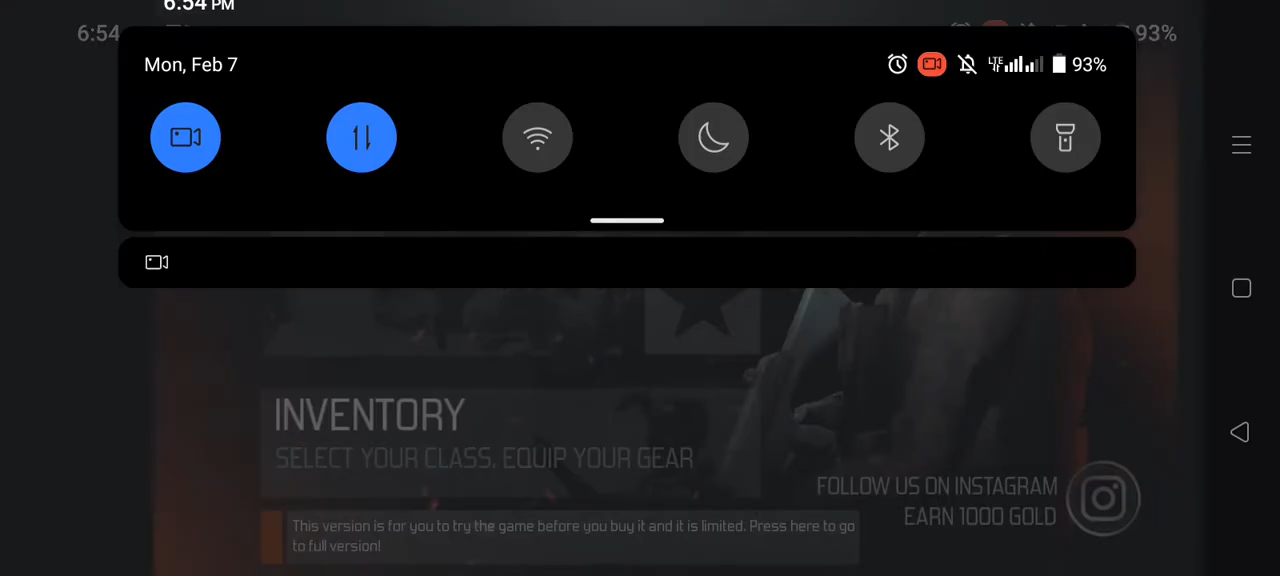 6:54 PM
6:54
93%
Mon, Feb 7
LTE
93%
INVENTORY
SELECT YOUR CLASS. EQUIP YOUR GEAR
FOLLOW US ON INSTAGRAM
EARN 1000 GOLD
This version is for you to try the game before you buy it and it is limited. Press here to go
to full version!